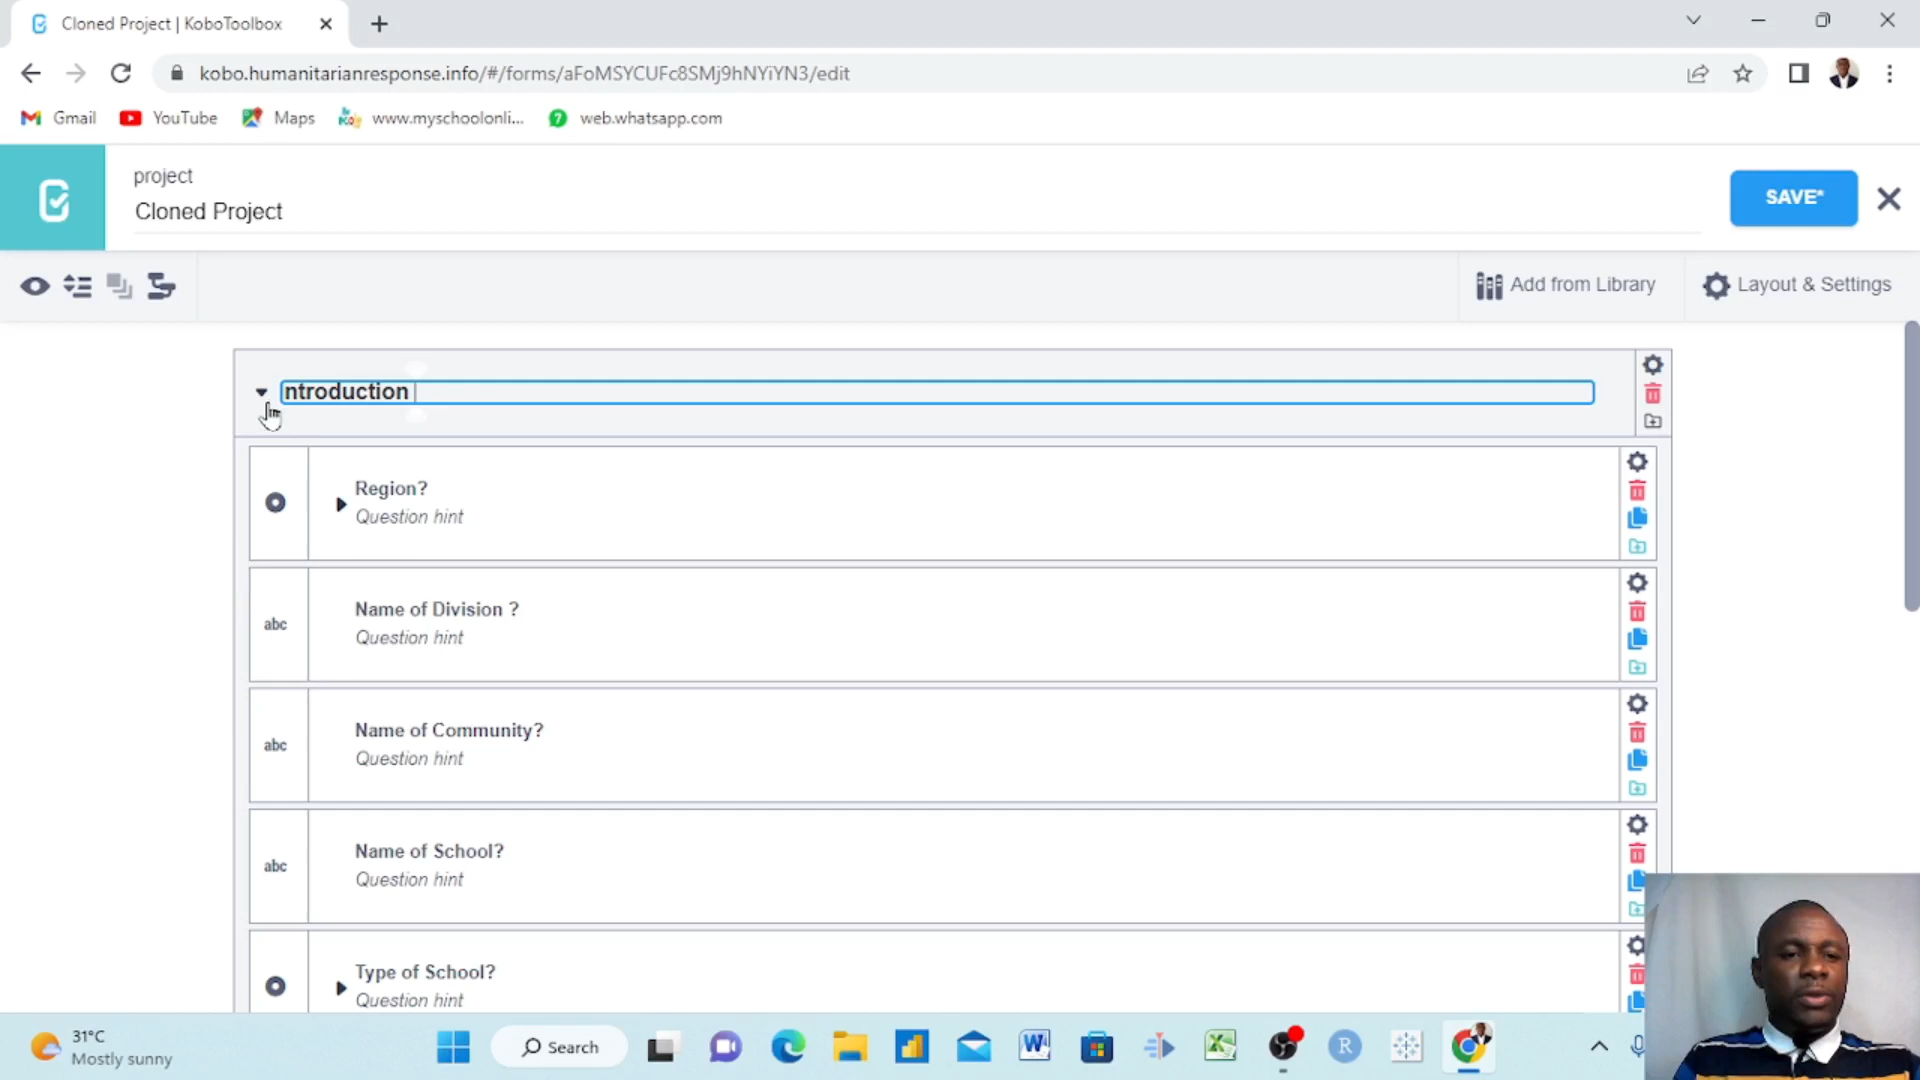 Cloned Project | KoboToolbox
kobo.humanitarianresponse.info/#/forms/aFoMSYCUFc8SMj9hNYiYN3/edit
Gmail YouTube Maps www.myschoolonli... 7 web.whatsapp.com
project
Cloned Project
SAVE*
Add from Library Layout & Settings
ntroduction
Region?
Question hint
abc
Name of Division ?
Question hint
abc
Name of Community?
Question hint
abc
Name of School?
Question hint
Type of School?
Question hint
31°C
Mostly sunny
Search
W
R